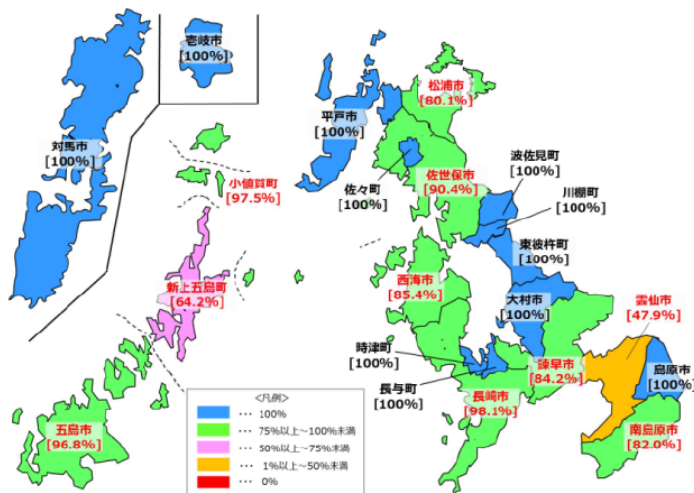 壱岐市
[100%]
対馬市
[100%]
小値賀町
[97.5%]
新上五島町
[64.2%]
五島市
[96.8%]
平戸市
[100%]
松浦市
[80.1%]
佐々町
[100%]
佐世保市
[90.4%]
波佐見町
[100%]
川棚町
[100%]
東彼杵町
[100%]
西海市
[85.4%]
大村市
[100%]
時津町
[100%]
長与町
[100%]
長崎市
[98.1%]
諫早市
[84.2%]
雲仙市
[47.9%]
島原市
[100%]
南島原市
[82.0%]
<凡例>
… 100%
… 75%以上~100%未満
… 50%以上~75%未満
… 1%以上~50%未満
… 0%